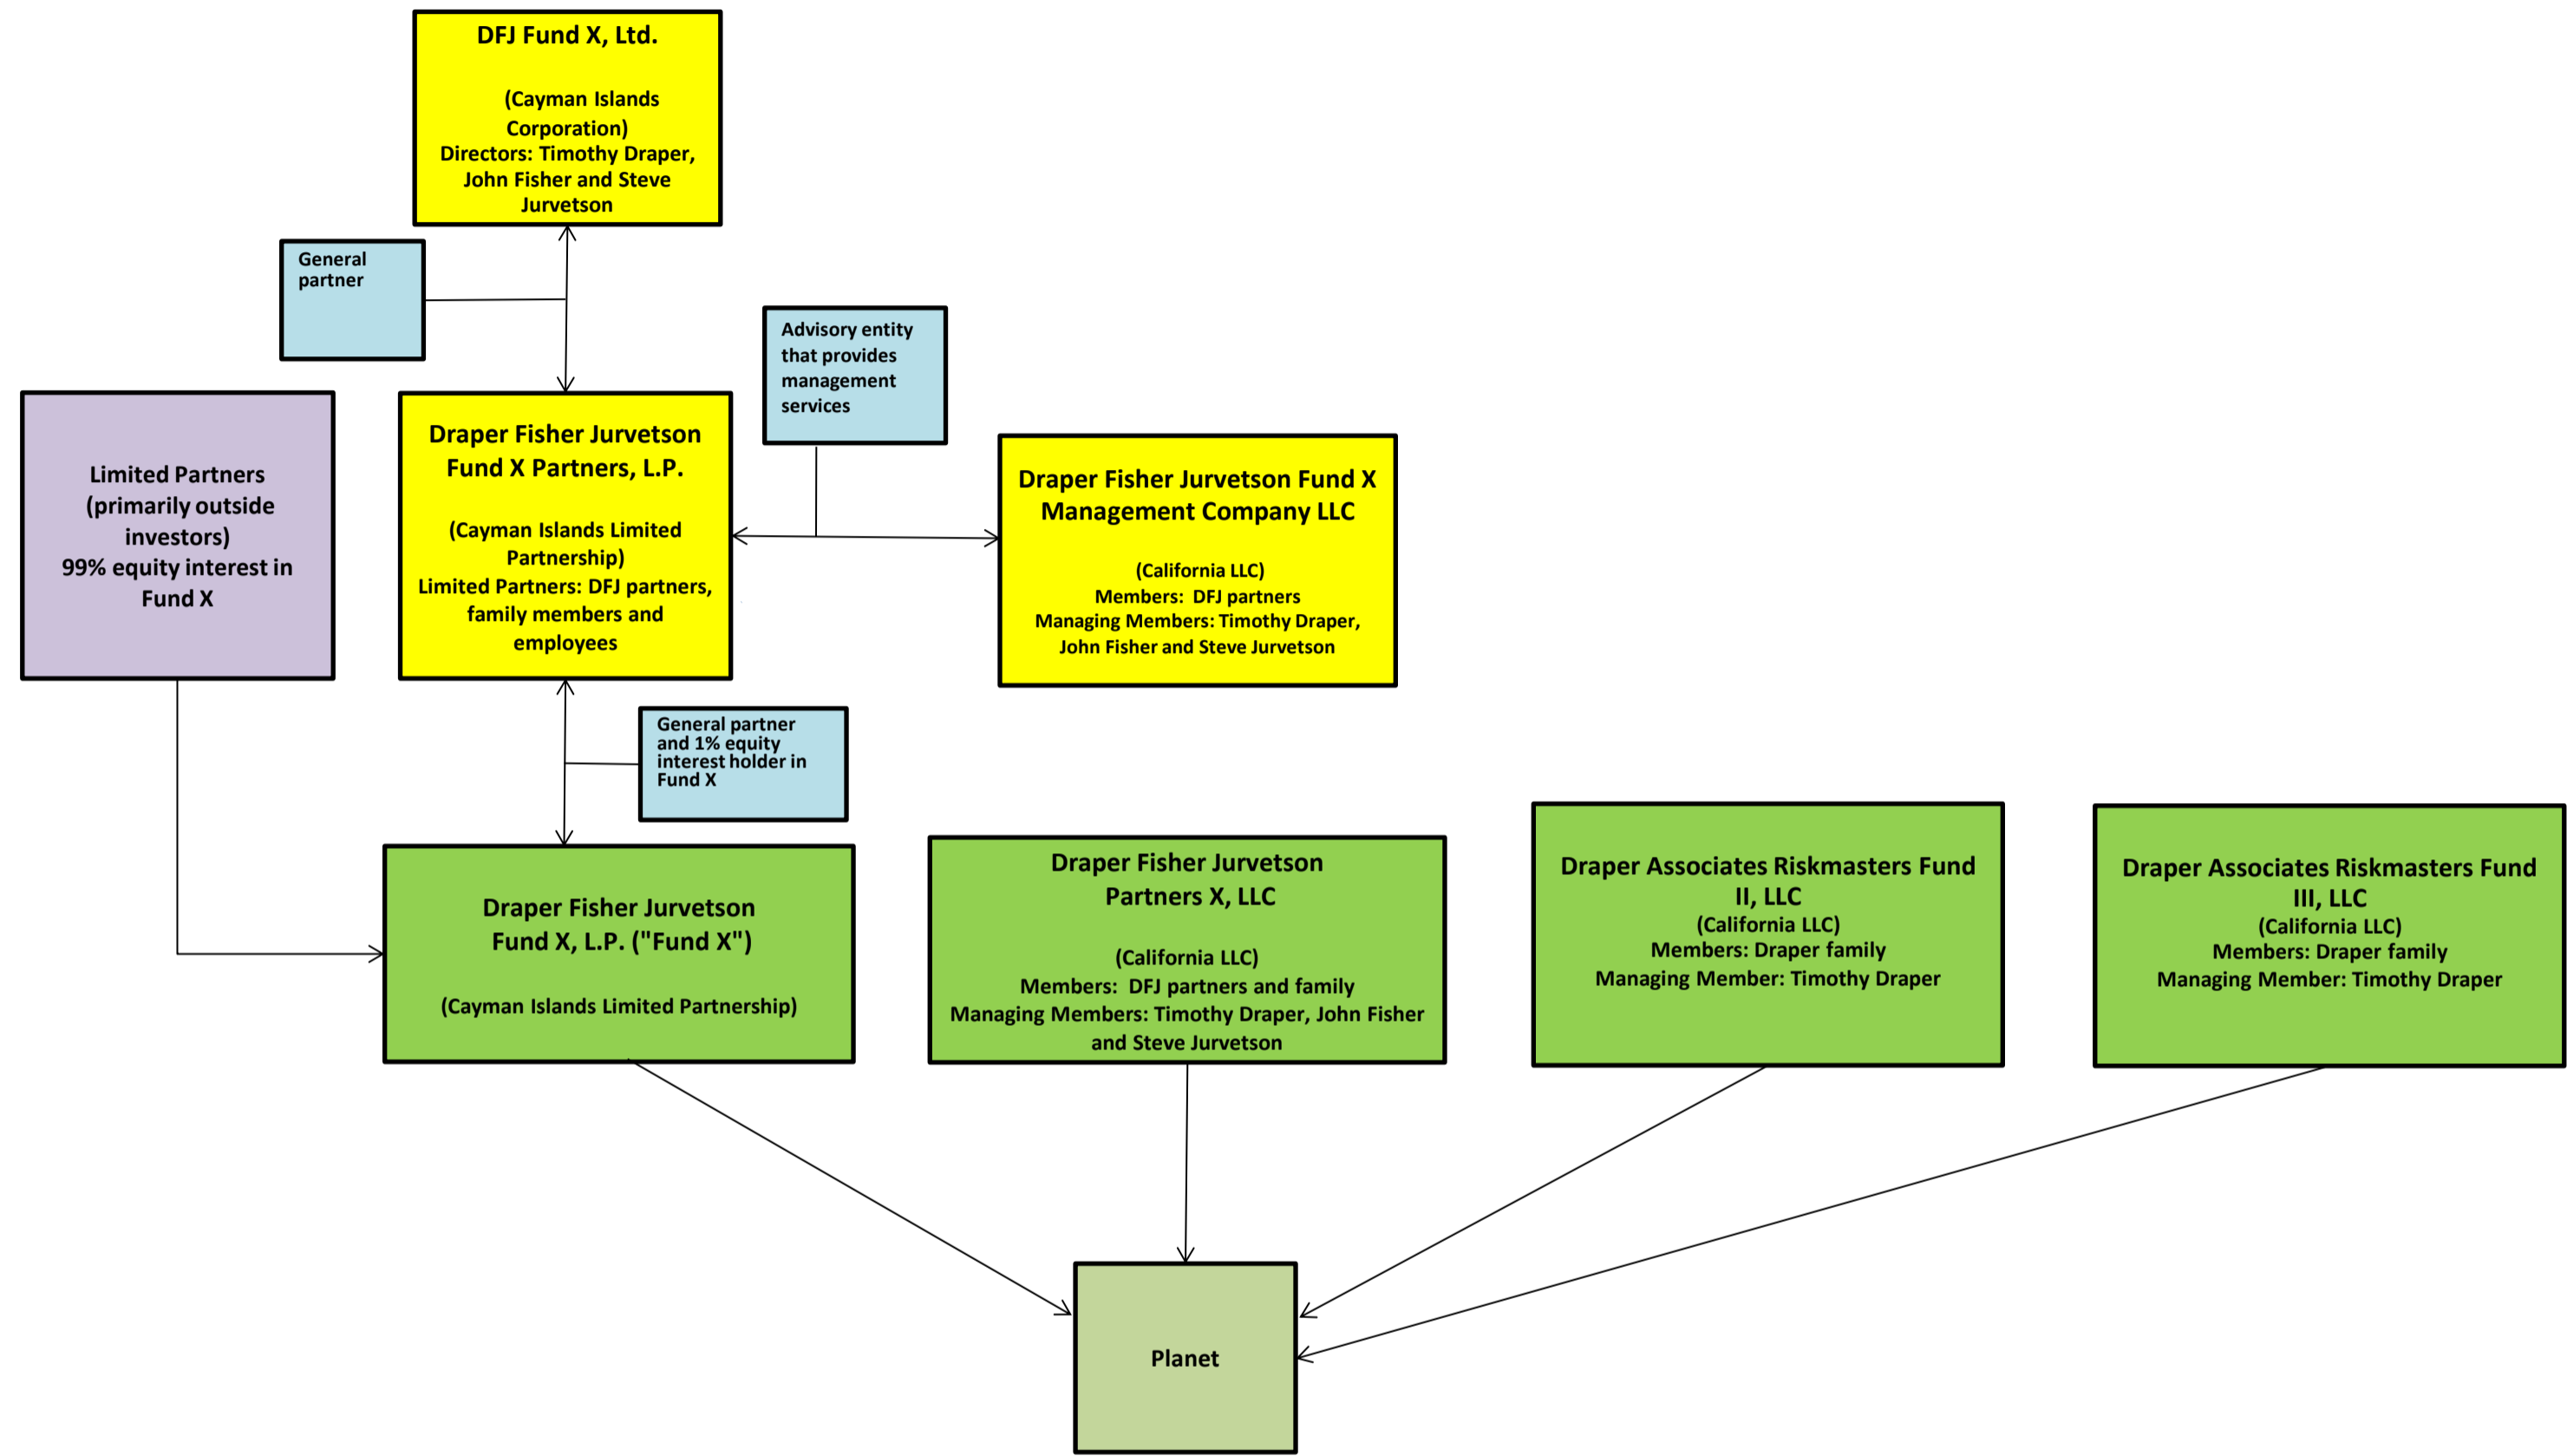 DFJ Fund X, Ltd.
(Cayman Islands
Corporation)
Directors: Timothy Draper,
John Fisher and Steve
Jurvetson
General
partner
Advisory entity
that provides
management
services
Limited Partners
(primarily outside
investors)
99% equity interest in
Fund X
Draper Fisher Jurvetson
Fund X Partners, L.P.
(Cayman Islands Limited
Partnership)
Limited Partners: DFJ partners,
family members and
employees
Draper Fisher Jurvetson Fund X
Management Company LLC
(California LLC)
Members:  DFJ partners
Managing Members: Timothy Draper,
John Fisher and Steve Jurvetson
General partner
and 1% equity
interest holder in
Fund X
Draper Fisher Jurvetson
Fund X, L.P. ("Fund X")
(Cayman Islands Limited Partnership)
Draper Fisher Jurvetson
Partners X, LLC
(California LLC)
Members:  DFJ partners and family
Managing Members: Timothy Draper, John Fisher
and Steve Jurvetson
Draper Associates Riskmasters Fund
II, LLC
(California LLC)
Members: Draper family
Managing Member: Timothy Draper
Draper Associates Riskmasters Fund
III, LLC
(California LLC)
Members: Draper family
Managing Member: Timothy Draper
Planet